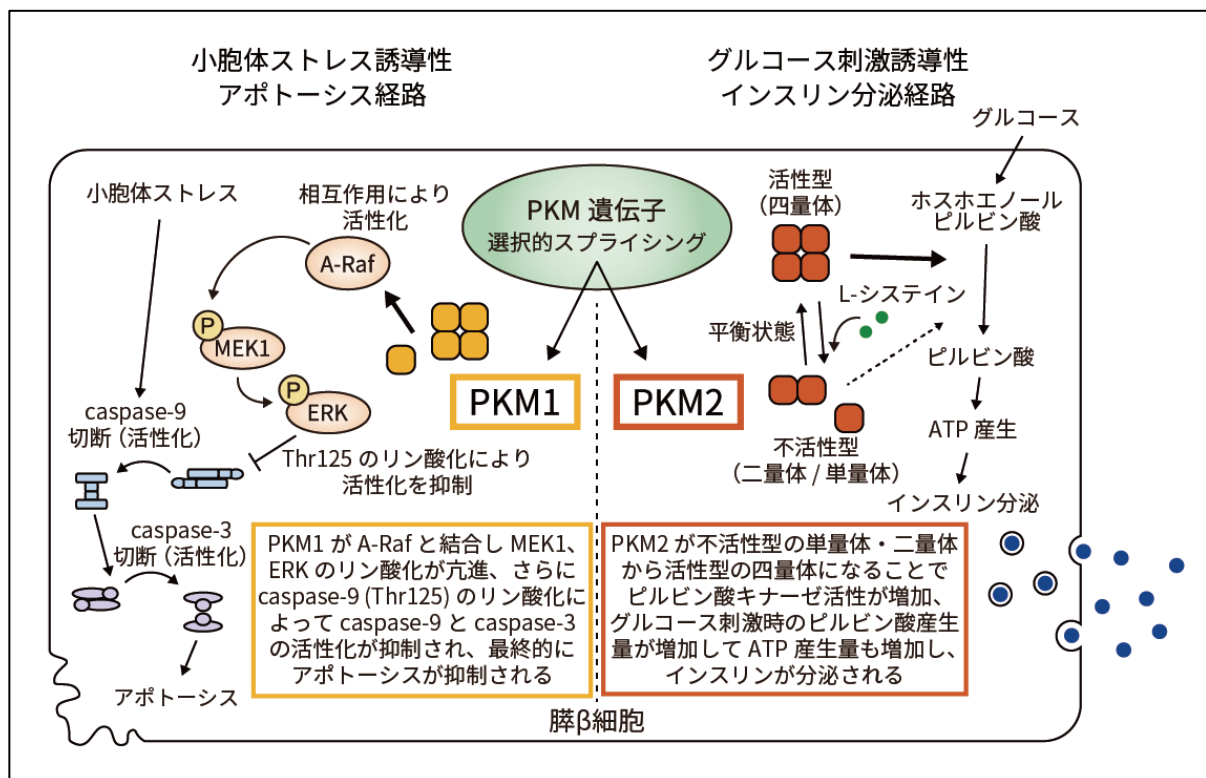 小胞体ストレス誘導性
アポトーシス経路
グルコース刺激誘導性
インスリン分泌経路
グルコース
小胞体ストレス
相互作用により
活性化
A-Raf
P
MEK1
P
ERK
caspase-9
切断（活性化）
Thr125 のリン酸化により
活性化を抑制
caspase-3
切断（活性化）
アポトーシス
PKM 遺伝子
選択的スプライシング
PKM1
PKM2
活性型
（四量体）
ホスホエノール
ピルビン酸
L-システイン
平衡状態
ピルビン酸
不活性型
（二量体 / 単量体）
ATP 産生
インスリン分泌
PKM1 が A-Raf と結合し MEK1、
ERK のリン酸化が亢進、さらに
caspase-9 (Thr125) のリン酸化に
よって caspase-9 と caspase-3
の活性化が抑制され、最終的に
アポトーシスが抑制される
PKM2 が不活性型の単量体・二量体
から活性型の四量体になることで
ピルビン酸キナーゼ活性が増加、
グルコース刺激時のピルビン酸産生
量が増加して ATP 産生量も増加し、
インスリンが分泌される
膵β細胞